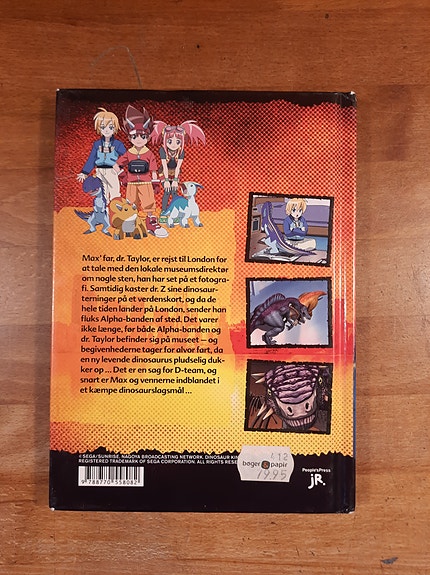 Max' far, dr. Taylor, er rejst til London for
at tale med den lokale museumsdirektør
om nogle sten, han har set på et fotogra-
fi. Samtidig kaster dr. Z sine dinosaur-
terninger på et verdenskort, og da de
hele tiden lander på London, sender han
fluks Alpha-banden af sted. Det varer
ikke længe, før både Alpha-banden og
dr. Taylor befinder sig på museet – og
begivenhederne tager for alvor fart, da
en ny levende dinosaurus pludselig duk-
ker op ... Det er en sag for D-team, og
snart er Max og vennerne indblandet i
et kæmpe dinosaurslagsmål ...
© SEGA/SUNRISE, NAGOYA BROADCASTING NETWORK. DINOSAUR KIN
REGISTERED TRADEMARK OF SEGA CORPORATION. ALL RIGHTS RESE
9 788770 558082
412
bøger & papir
1995
People'sPress
jR.